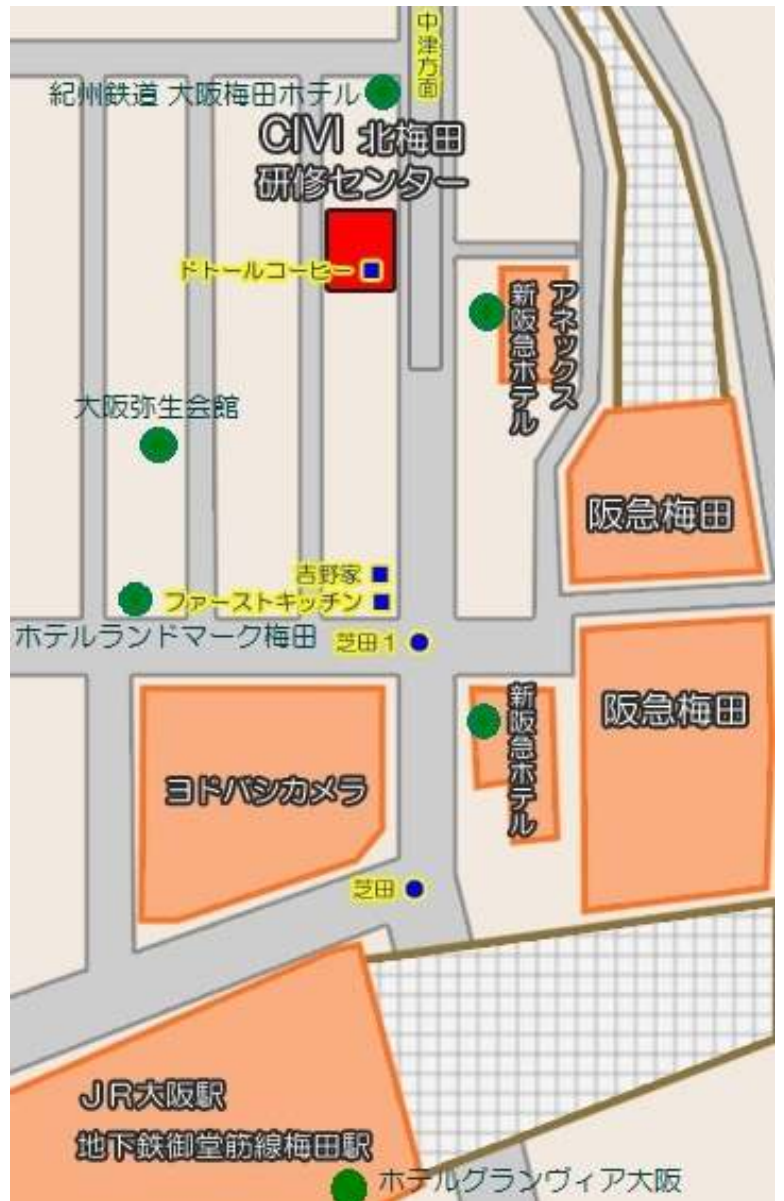 中津方面
紀州鉄道 大阪梅田ホテル
CIVI 北梅田
研修センター
ドトールコーヒー
アネックス
新阪急ホテル
大阪弥生会館
阪急梅田
吉野家
ファーストキッチン
ホテルランドマーク梅田
芝田1
新阪急ホテル
阪急梅田
ヨドバシカメラ
芝田
JR大阪駅
地下鉄御堂筋線梅田駅
ホテルグランヴィア大阪